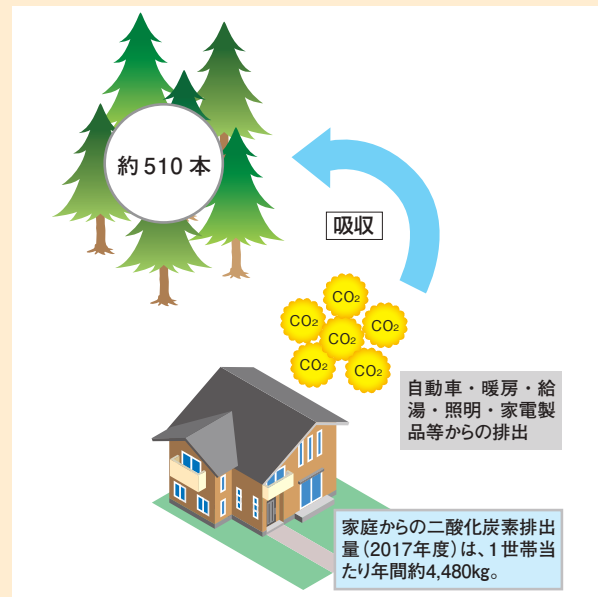 約510本
吸収
CO₂
CO₂
CO₂
CO₂
CO₂
CO₂
自動車・暖房・給
湯・照明・家電製
品等からの排出
家庭からの二酸化炭素排出
量(2017年度)は、1世帯当
たり年間約4,480kg。